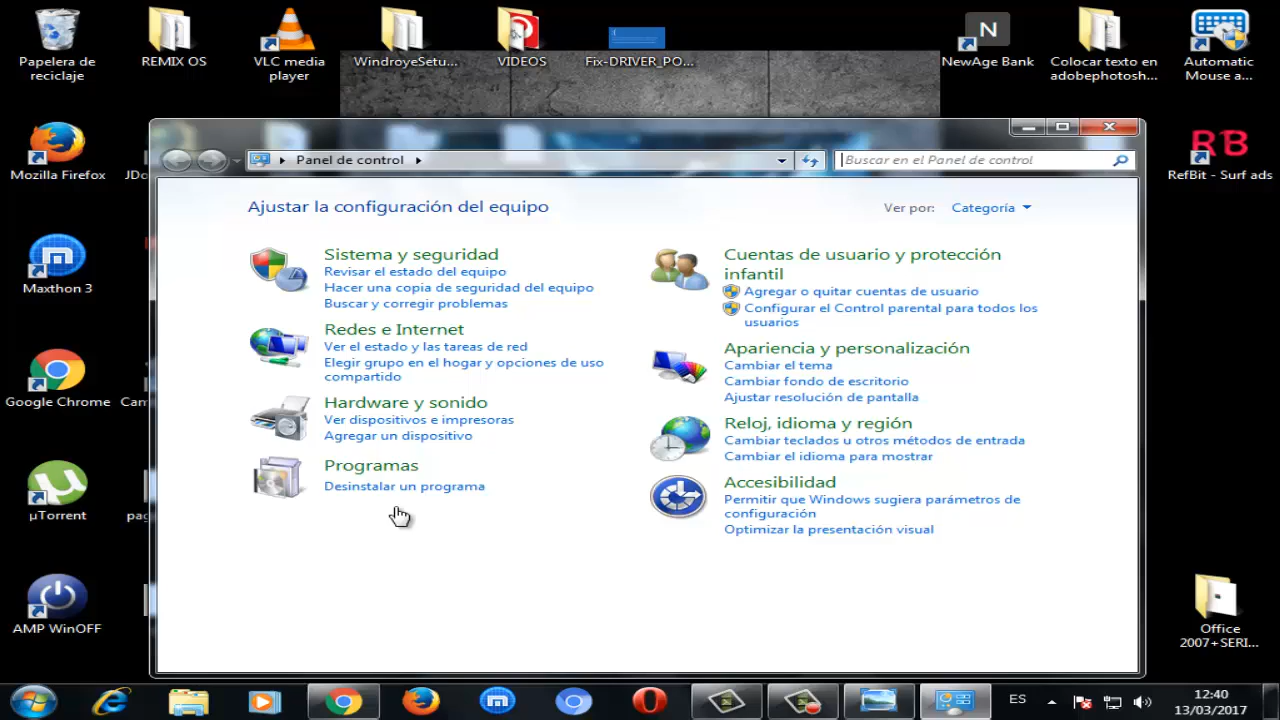 Papelera de
reciclaje
REMIX OS
VLC media
player
WindroyeSetu...
VIDEOS
Fix-DRIVER_PO...
N
NewAge Bank
Colocar texto en
adobephotosh...
Automatic
Mouse a...
Mozilla Firefox
JDo
RB
RefBit - Surf ads
Panel de control
Buscar en el Panel de control
Ajustar la configuración del equipo
Ver por:
Categoría
Sistema y seguridad
Revisar el estado del equipo
Hacer una copia de seguridad del equipo
Buscar y corregir problemas
Redes e Internet
Ver el estado y las tareas de red
Elegir grupo en el hogar y opciones de uso
compartido
Hardware y sonido
Ver dispositivos e impresoras
Agregar un dispositivo
Programas
Desinstalar un programa
Cuentas de usuario y protección
infantil
Agregar o quitar cuentas de usuario
Configurar el Control parental para todos los
usuarios
Apariencia y personalización
Cambiar el tema
Cambiar fondo de escritorio
Ajustar resolución de pantalla
Reloj, idioma y región
Cambiar teclados u otros métodos de entrada
Cambiar el idioma para mostrar
Accesibilidad
Permitir que Windows sugiera parámetros de
configuración
Optimizar la presentación visual
Maxthon 3
Google Chrome
Cam
µTorrent
pag
AMP WinOFF
Office
2007+SERI...
ES
12:40
13/03/2017